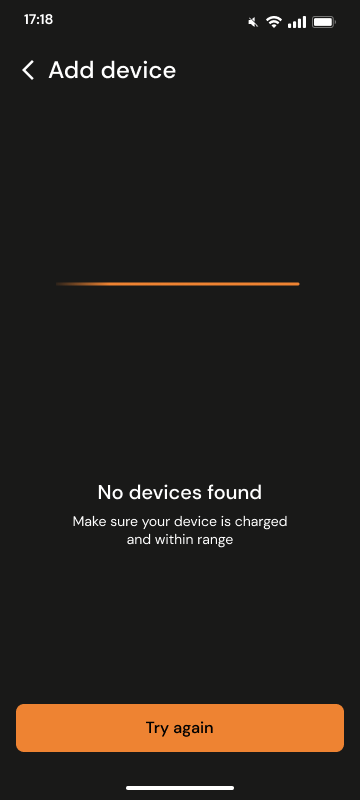 17:18
Add device
No devices found
Make sure your device is charged
and within range
Try again